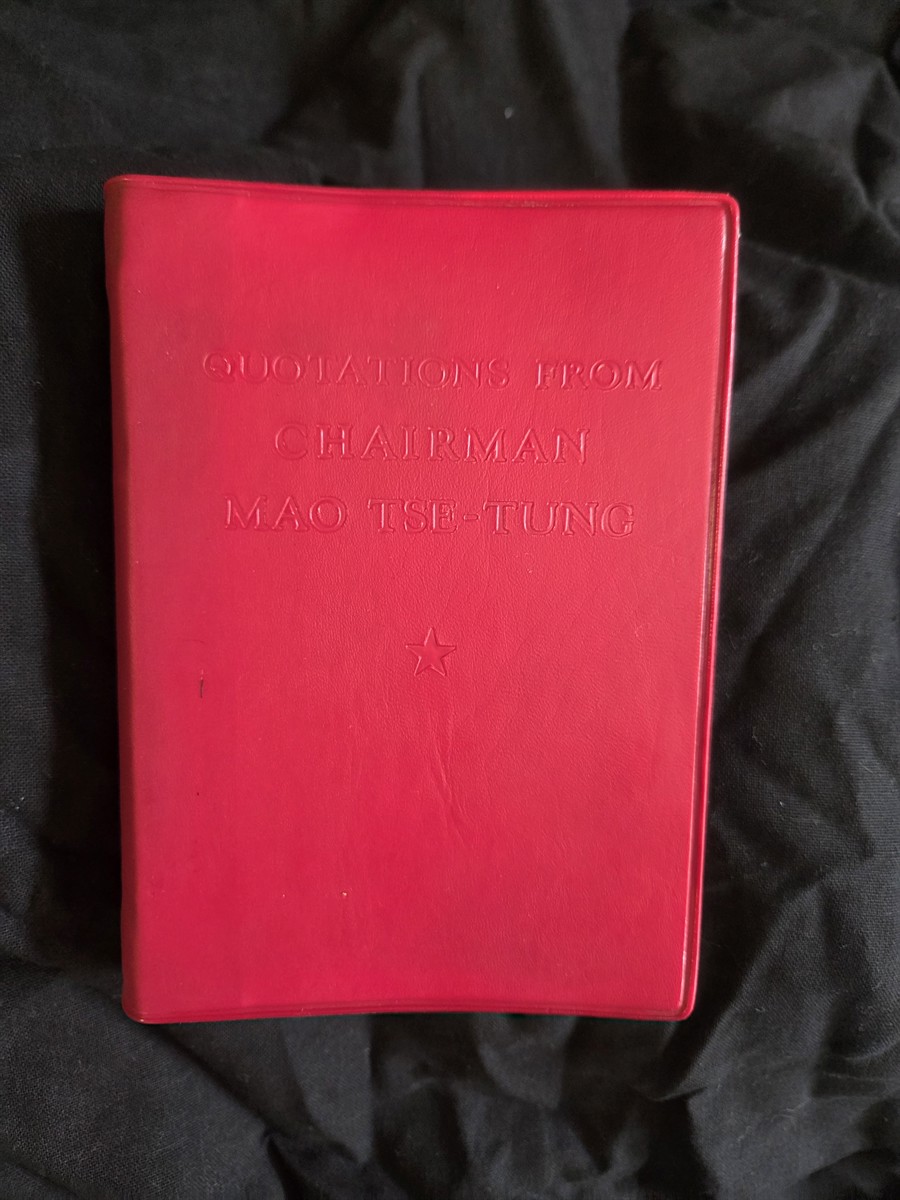 QUOTATIONS FROM
CHAIRMAN
MAO TSE-TUNG